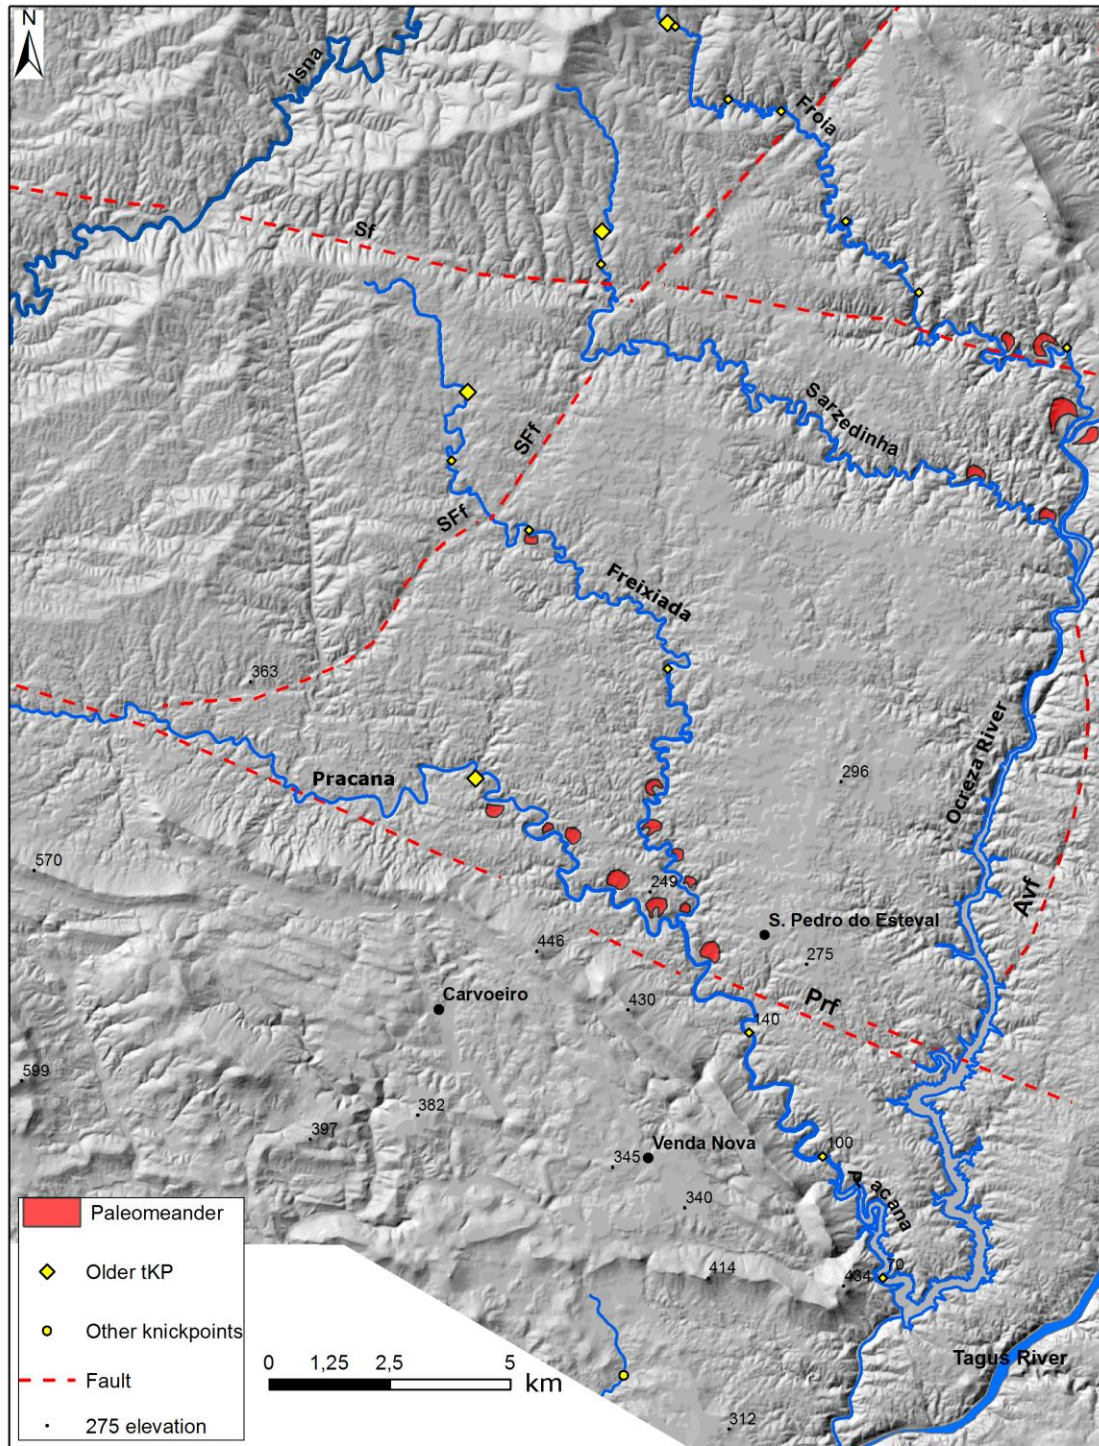 N
Isna
Froia
Sf
Sarzedinha
SFf
SFf
Freixiada
363
Pracana
296
Ocreza River
570
249
Avf
S. Pedro do Esteval
446
275
Carvoeiro
430
Prf
140
599
382
397
Venda Nova
100
345
340
acana
70
414
434
Tagus River
312
Paleomeander
Older tKP
Other knickpoints
Fault
275 elevation
0 1,25 2,5 5 km